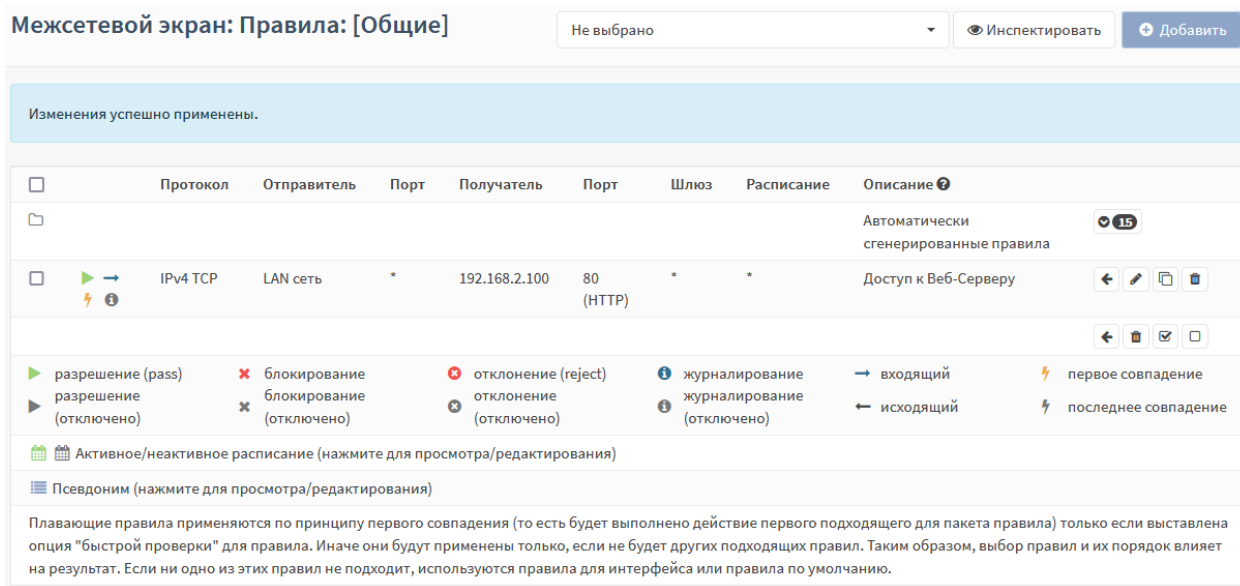 Межсетевой экран: Правила: [Общие]
Не выбрано
Инспектировать
Добавить
Изменения успешно применены.
Протокол Отправитель Порт Получатель Порт Шлюз Расписание Описание
Автоматически
сгенерированные правила
15
IPv4 TCP LAN сеть * 192.168.2.100 80 * * Доступ к Веб-Серверу
(HTTP)
разрешение (pass) блокирование отклонение (reject) журналирование входящий первое совпадение
разрешение блокирование отклонение журналирование исходящий последнее совпадение
(отключено) (отключено) (отключено) (отключено)
Активное/неактивное расписание (нажмите для просмотра/редактирования)
Псевдоним (нажмите для просмотра/редактирования)
Плавающие правила применяются по принципу первого совпадения (то есть будет выполнено действие первого подходящего для пакета правила) только если выставлена
опция "быстрой проверки" для правила. Иначе они будут применены только, если не будет других подходящих правил. Таким образом, выбор правил и их порядок влияет
на результат. Если ни одно из этих правил не подходит, используются правила для интерфейса или правила по умолчанию.